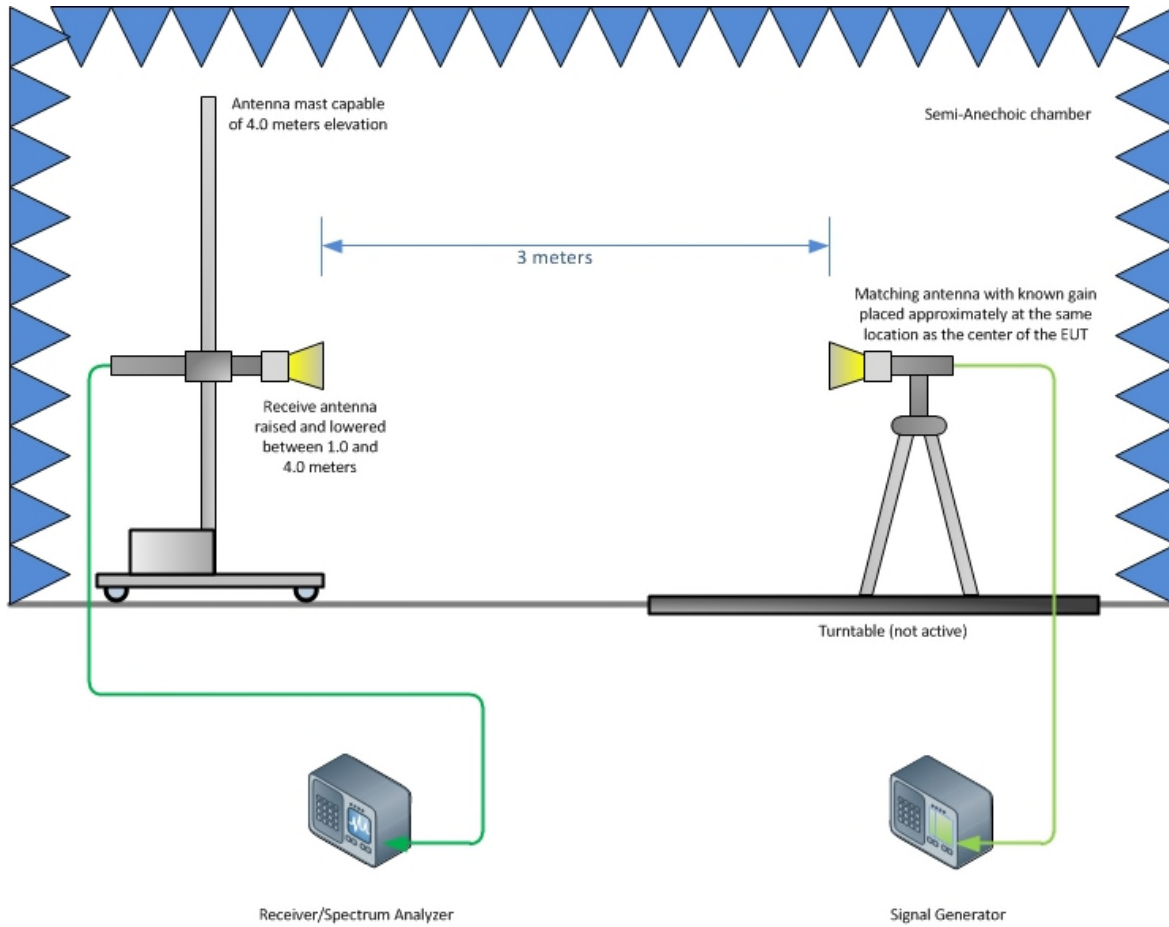 Antenna mast capable
of 4.0 meters elevation
Semi-Anechoic chamber
3 meters
Matching antenna with known gain
placed approximately at the same
location as the center of the EUT
Receive antenna
raised and lowered
between 1.0 and
4.0 meters
Turntable (not active)
Receiver/Spectrum Analyzer
Signal Generator